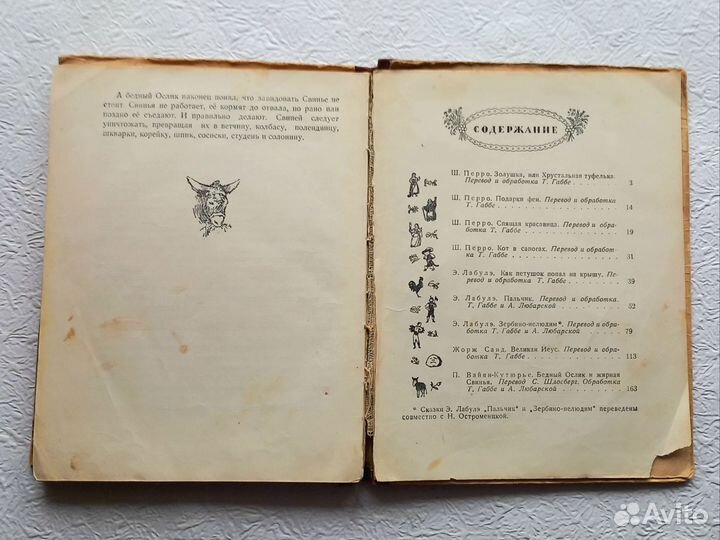 А бедный Ослик наконец понял, что завидовать Свинье не
стоит. Свинья не работает, её кормят до отвала, но рано или
поздно её съедают. И правильно делают. Свиней следует
уничтожать, превращая их в ветчину, колбасу, полендвицу,
шкварки, корейку, шпик, сосиски, студень и солонину.
СОДЕРЖАНИЕ
Ш. Перро. Золушка, или Хрустальная туфелька.
Перевод и обработка Т. Габбе . . . . . . . 3
Ш. Перро. Подарки феи. Перевод и обработка
Т. Габбе . . . . . . . . . . . . . 14
Ш. Перро. Спящая красавица. Перевод и обра-
ботка Т. Габбе . . . . . . . . . . . 19
Ш. Перро. Кот в сапогах. Перевод и обработ-
ка Т. Габбе . . . . . . . . . . . . 31
Э. Лабулэ. Как петушок попал на крышу. Пе-
ревод и обработка Т. Габбе . . . . . . . 39
Э. Лабулэ. Пальчик. Перевод и обработка.
Т. Габбе и А. Любарской . . . . . . . . 52
Э. Лабулэ. Зербино-нелюдим*. Перевод и обра-
ботка Т. Габбе и А. Любарской . . . . . . 79
Жорж Санд. Великан Иеус. Перевод и обра-
ботка Т. Габбе . . . . . . . . . . . 113
П. Вайян-Кутюрье. Бедный Ослик и жирная
Свинья. Перевод С. Шлосберг. Обработка
Т. Габбе и А. Любарской . . . . . . . . 163
* Сказки Э. Лабулэ „Пальчик" и „Зербино-нелюдим" переведены
совместно с Н. Остроменцкой.
Avito